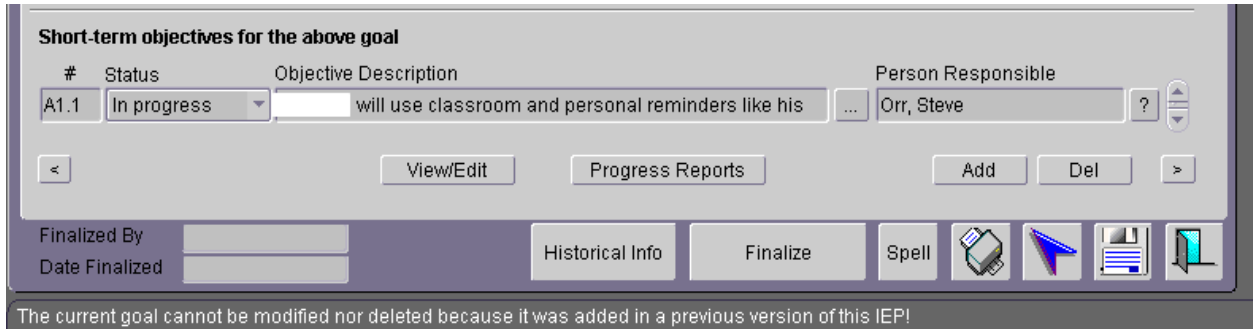 Short-term objectives for the above goal
# Status Objective Description Person Responsible
A1.1 In progress will use classroom and personal reminders like his ... Orr, Steve ?
< View/Edit Progress Reports Add Del >
Finalized By
Historical Info Finalize Spell
Date Finalized
The current goal cannot be modified nor deleted because it was added in a previous version of this IEP!